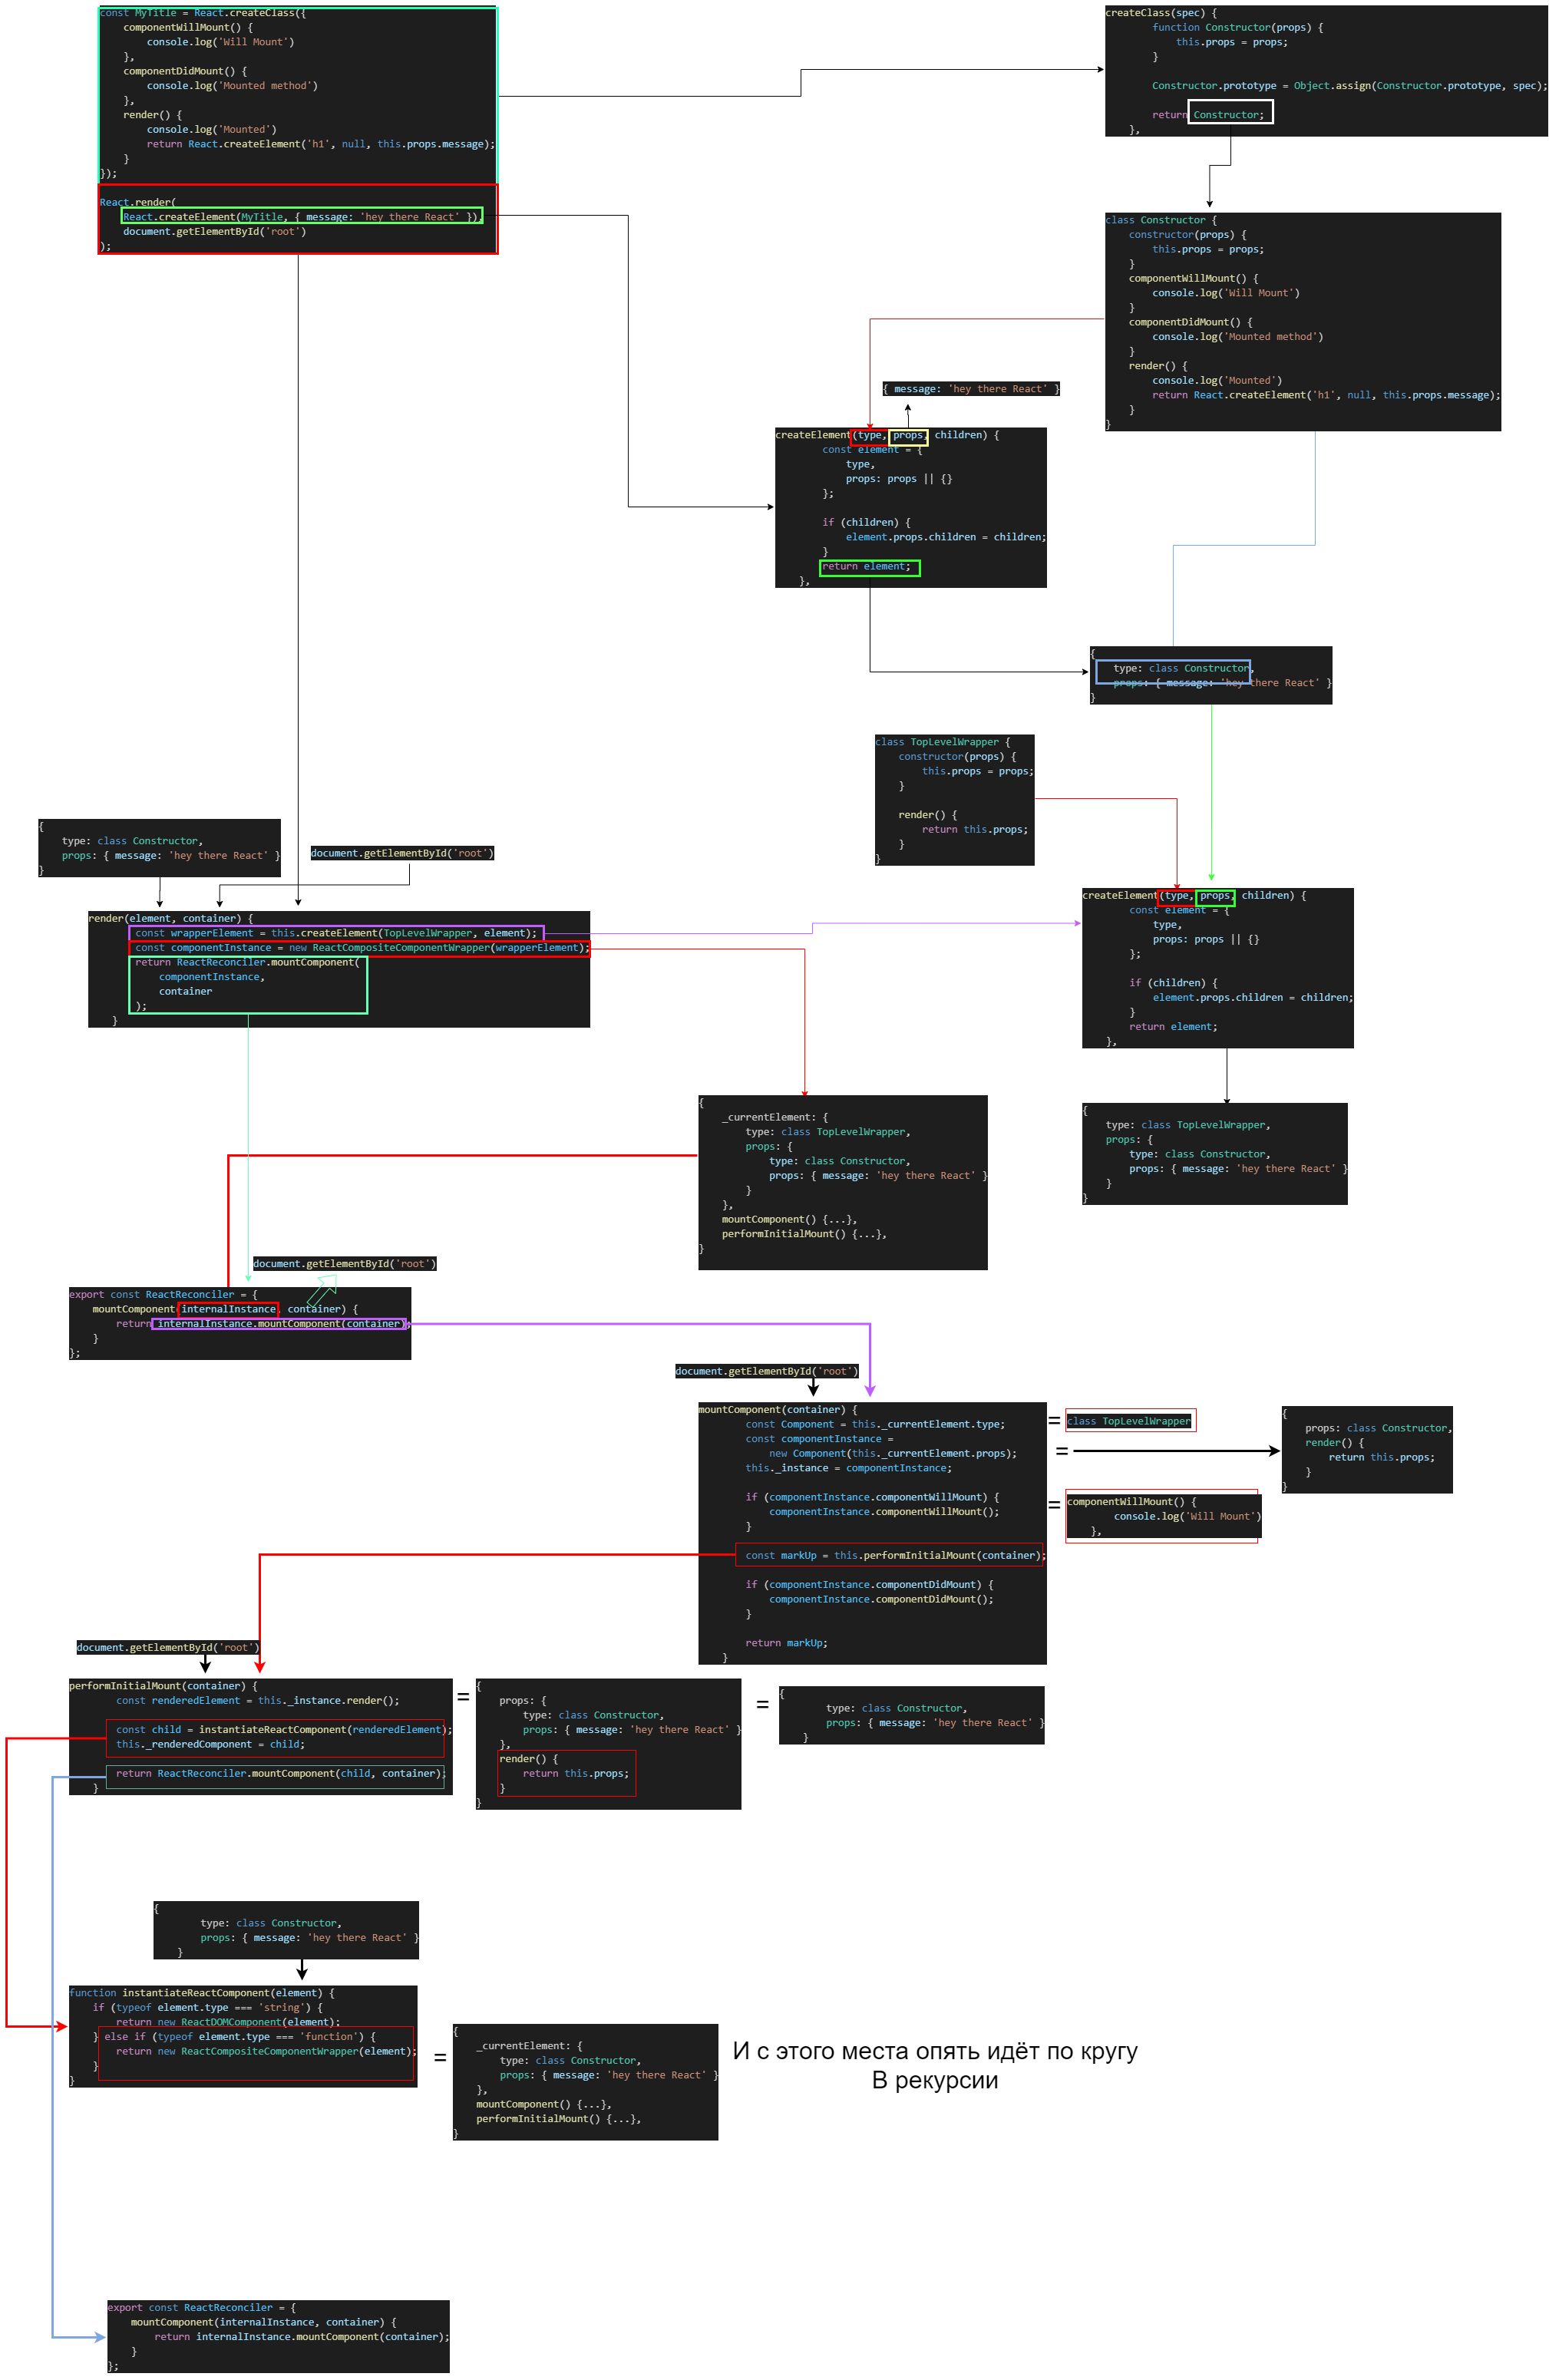 const MyTitle = React.createClass({
    componentWillMount() {
        console.log('Will Mount')
    },
    componentDidMount() {
        console.log('Mounted method')
    },
    render() {
        console.log('Mounted')
        return React.createElement('h1', null, this.props.message);
    }
});
React.render(
    React.createElement(MyTitle, { message: 'hey there React' }),
    document.getElementById('root')
);
createClass(spec) {
        function Constructor(props) {
            this.props = props;
        }
        Constructor.prototype = Object.assign(Constructor.prototype, spec);
        return Constructor;
    },
class Constructor {
    constructor(props) {
        this.props = props;
    }
    componentWillMount() {
        console.log('Will Mount')
    }
    componentDidMount() {
        console.log('Mounted method')
    }
    render() {
        console.log('Mounted')
        return React.createElement('h1', null, this.props.message);
    }
}
{ message: 'hey there React' }
createElement(type, props, children) {
        const element = {
            type,
            props: props || {}
        };
        if (children) {
            element.props.children = children;
        }
        return element;
    },
{
    type: class Constructor,
    props: { message: 'hey there React' }
}
class TopLevelWrapper {
    constructor(props) {
        this.props = props;
    }
    render() {
        return this.props;
    }
}
{
    type: class Constructor,
    props: { message: 'hey there React' }
}
document.getElementById('root')
render(element, container) {
        const wrapperElement = this.createElement(TopLevelWrapper, element);
        const componentInstance = new ReactCompositeComponentWrapper(wrapperElement);
        return ReactReconciler.mountComponent(
            componentInstance,
            container
        );
    }
createElement(type, props, children) {
        const element = {
            type,
            props: props || {}
        };
        if (children) {
            element.props.children = children;
        }
        return element;
    },
{
    _currentElement: {
        type: class TopLevelWrapper,
        props: {
            type: class Constructor,
            props: { message: 'hey there React' }
        }
    },
    mountComponent() {...},
    performInitialMount() {...},
}
{
    type: class TopLevelWrapper,
    props: {
        type: class Constructor,
        props: { message: 'hey there React' }
    }
}
document.getElementById('root')
export const ReactReconciler = {
    mountComponent(internalInstance, container) {
        return internalInstance.mountComponent(container);
    }
};
document.getElementById('root')
mountComponent(container) {
        const Component = this._currentElement.type;
        const componentInstance =
            new Component(this._currentElement.props);
        this._instance = componentInstance;
        if (componentInstance.componentWillMount) {
            componentInstance.componentWillMount();
        }
        const markUp = this.performInitialMount(container);
        if (componentInstance.componentDidMount) {
            componentInstance.componentDidMount();
        }
        return markUp;
    }
= class TopLevelWrapper
=
{
    props: class Constructor,
    render() {
        return this.props;
    }
}
= componentWillMount() {
        console.log('Will Mount')
    },
document.getElementById('root')
performInitialMount(container) {
        const renderedElement = this._instance.render();
        const child = instantiateReactComponent(renderedElement);
        this._renderedComponent = child;
        return ReactReconciler.mountComponent(child, container);
    }
=
{
    props: {
        type: class Constructor,
        props: { message: 'hey there React' }
    },
    render() {
        return this.props;
    }
}
=
{
        type: class Constructor,
        props: { message: 'hey there React' }
    }
{
        type: class Constructor,
        props: { message: 'hey there React' }
    }
function instantiateReactComponent(element) {
    if (typeof element.type === 'string') {
        return new ReactDOMComponent(element);
    } else if (typeof element.type === 'function') {
        return new ReactCompositeComponentWrapper(element);
    }
}
=
{
    _currentElement: {
        type: class Constructor,
        props: { message: 'hey there React' }
    },
    mountComponent() {...},
    performInitialMount() {...},
}
И с этого места опять идёт по кругу
В рекурсии
export const ReactReconciler = {
    mountComponent(internalInstance, container) {
        return internalInstance.mountComponent(container);
    }
};